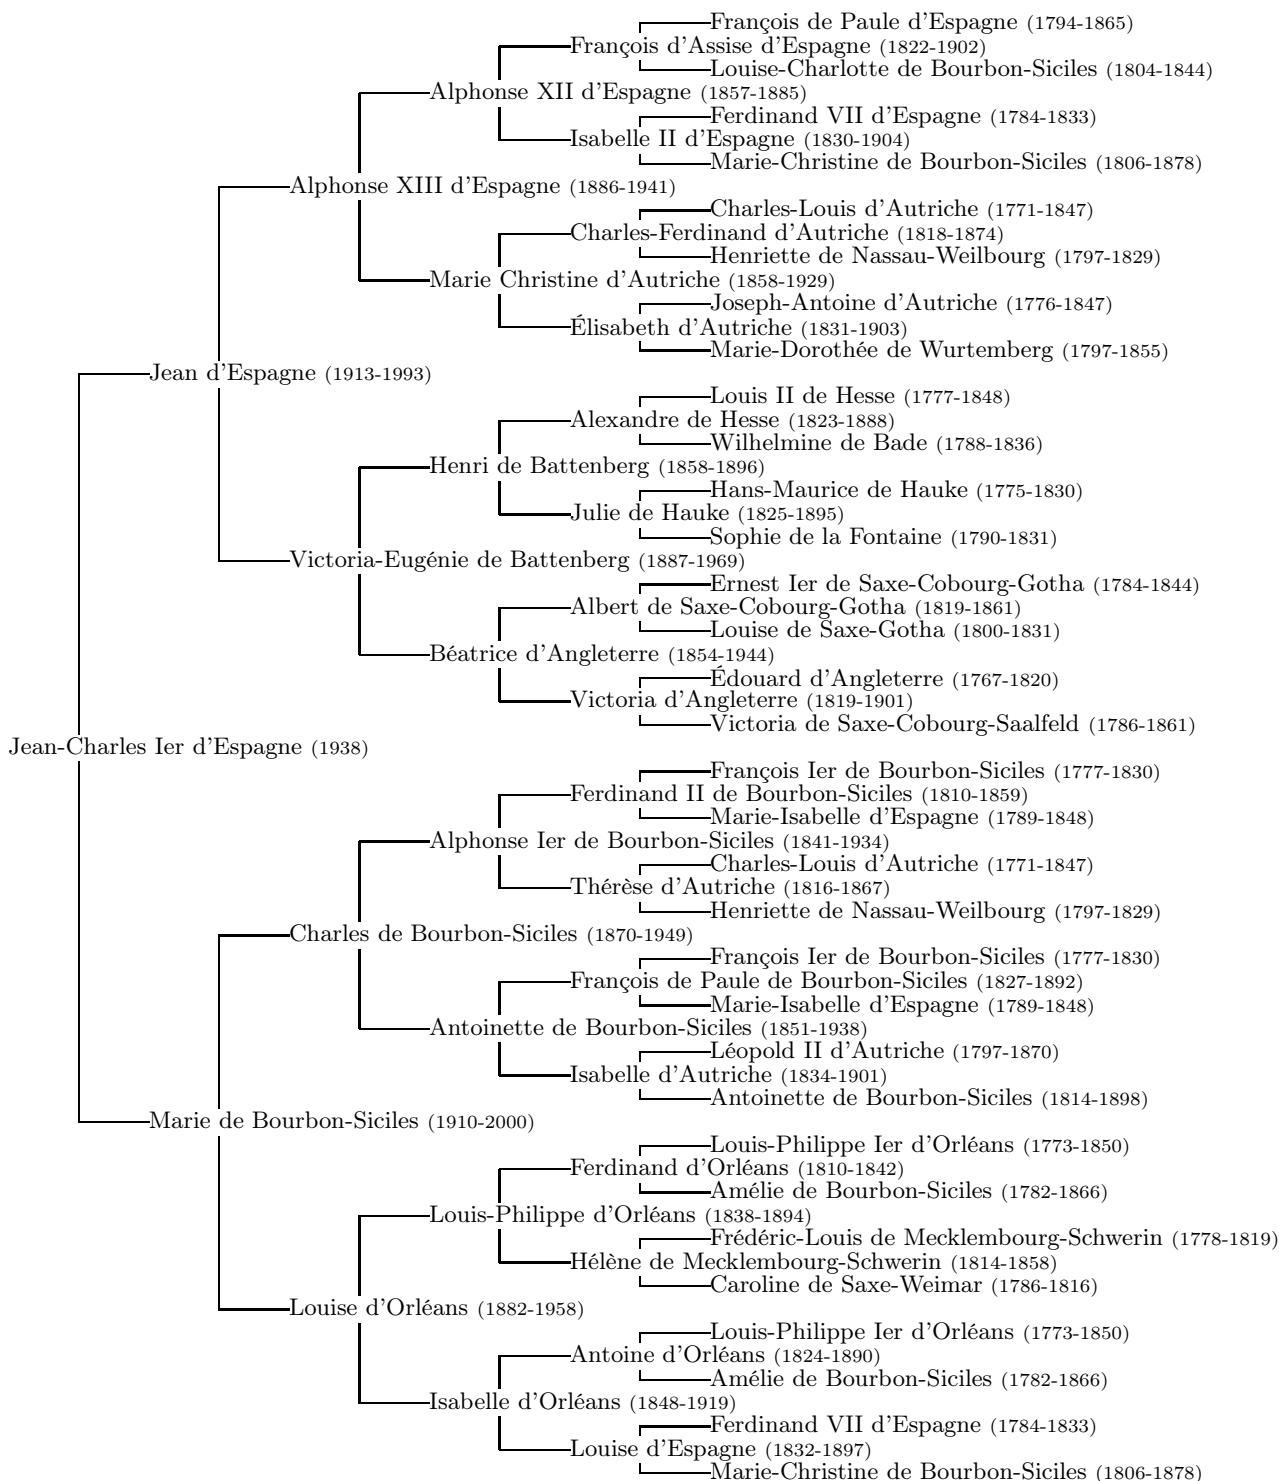 François de Paule d'Espagne (1794-1865)
François d'Assise d'Espagne (1822-1902)
Louise-Charlotte de Bourbon-Siciles (1804-1844)
Alphonse XII d'Espagne (1857-1885)
Ferdinand VII d'Espagne (1784-1833)
Isabelle II d'Espagne (1830-1904)
Marie-Christine de Bourbon-Siciles (1806-1878)
Alphonse XIII d'Espagne (1886-1941)
Charles-Louis d'Autriche (1771-1847)
Charles-Ferdinand d'Autriche (1818-1874)
Henriette de Nassau-Weilbourg (1797-1829)
Marie Christine d'Autriche (1858-1929)
Joseph-Antoine d'Autriche (1776-1847)
Élisabeth d'Autriche (1831-1903)
Marie-Dorothée de Wurtemberg (1797-1855)
Jean d'Espagne (1913-1993)
Louis II de Hesse (1777-1848)
Alexandre de Hesse (1823-1888)
Wilhelmine de Bade (1788-1836)
Henri de Battenberg (1858-1896)
Hans-Maurice de Hauke (1775-1830)
Julie de Hauke (1825-1895)
Sophie de la Fontaine (1790-1831)
Victoria-Eugénie de Battenberg (1887-1969)
Ernest Ier de Saxe-Cobourg-Gotha (1784-1844)
Albert de Saxe-Cobourg-Gotha (1819-1861)
Louise de Saxe-Gotha (1800-1831)
Béatrice d'Angleterre (1854-1944)
Édouard d'Angleterre (1767-1820)
Victoria d'Angleterre (1819-1901)
Victoria de Saxe-Cobourg-Saalfeld (1786-1861)
Jean-Charles Ier d'Espagne (1938)
François Ier de Bourbon-Siciles (1777-1830)
Ferdinand II de Bourbon-Siciles (1810-1859)
Marie-Isabelle d'Espagne (1789-1848)
Alphonse Ier de Bourbon-Siciles (1841-1934)
Charles-Louis d'Autriche (1771-1847)
Thérèse d'Autriche (1816-1867)
Henriette de Nassau-Weilbourg (1797-1829)
Charles de Bourbon-Siciles (1870-1949)
François Ier de Bourbon-Siciles (1777-1830)
François de Paule de Bourbon-Siciles (1827-1892)
Marie-Isabelle d'Espagne (1789-1848)
Antoinette de Bourbon-Siciles (1851-1938)
Léopold II d'Autriche (1797-1870)
Isabelle d'Autriche (1834-1901)
Antoinette de Bourbon-Siciles (1814-1898)
Marie de Bourbon-Siciles (1910-2000)
Louis-Philippe Ier d'Orléans (1773-1850)
Ferdinand d'Orléans (1810-1842)
Amélie de Bourbon-Siciles (1782-1866)
Louis-Philippe d'Orléans (1838-1894)
Frédéric-Louis de Mecklembourg-Schwerin (1778-1819)
Hélène de Mecklembourg-Schwerin (1814-1858)
Caroline de Saxe-Weimar (1786-1816)
Louise d'Orléans (1882-1958)
Louis-Philippe Ier d'Orléans (1773-1850)
Antoine d'Orléans (1824-1890)
Amélie de Bourbon-Siciles (1782-1866)
Isabelle d'Orléans (1848-1919)
Ferdinand VII d'Espagne (1784-1833)
Louise d'Espagne (1832-1897)
Marie-Christine de Bourbon-Siciles (1806-1878)